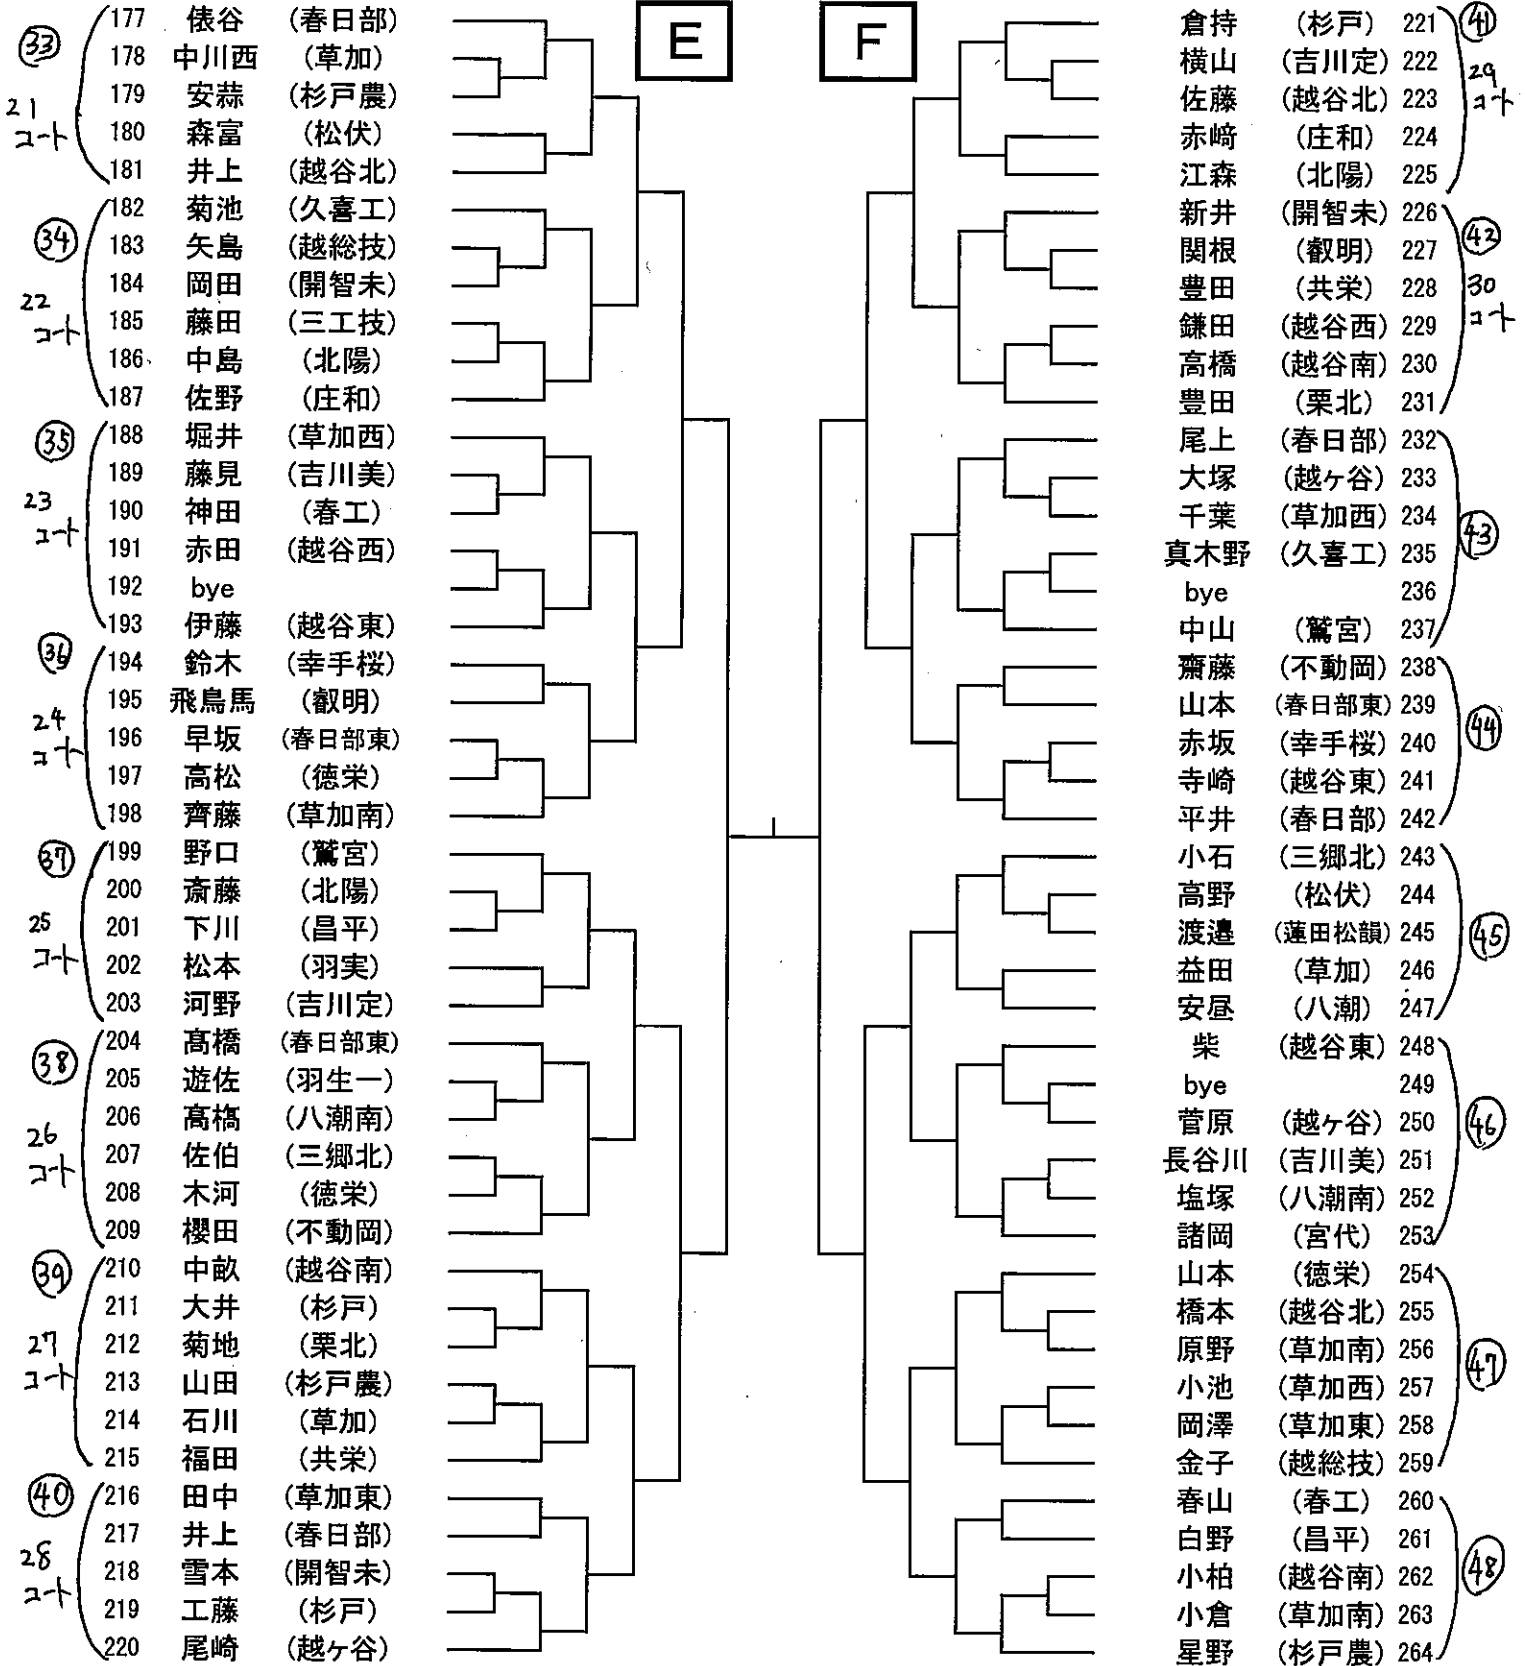 E
F
㉝
21
コート
177 俵谷 (春日部)
178 中川西 (草加)
179 安蒜 (杉戸農)
180 森富 (松伏)
181 井上 (越谷北)
㉞
22
コート
182 菊池 (久喜工)
183 矢島 (越総技)
184 岡田 (開智未)
185 藤田 (三工技)
186 中島 (北陽)
187 佐野 (庄和)
㉟
23
コート
188 堀井 (草加西)
189 藤見 (吉川美)
190 神田 (春工)
191 赤田 (越谷西)
192 bye
193 伊藤 (越谷東)
㊱
24
コート
194 鈴木 (幸手桜)
195 飛鳥馬 (叡明)
196 早坂 (春日部東)
197 高松 (徳栄)
198 齊藤 (草加南)
㊲
25
コート
199 野口 (鷲宮)
200 斎藤 (北陽)
201 下川 (昌平)
202 松本 (羽実)
203 河野 (吉川定)
㊳
26
コート
204 髙橋 (春日部東)
205 遊佐 (羽生一)
206 髙槗 (八潮南)
207 佐伯 (三郷北)
208 木河 (徳栄)
209 櫻田 (不動岡)
㊴
27
コート
210 中畝 (越谷南)
211 大井 (杉戸)
212 菊地 (栗北)
213 山田 (杉戸農)
214 石川 (草加)
215 福田 (共栄)
㊵
28
コート
216 田中 (草加東)
217 井上 (春日部)
218 雪本 (開智未)
219 工藤 (杉戸)
220 尾崎 (越ヶ谷)
倉持 (杉戸) 221
横山 (吉川定) 222
佐藤 (越谷北) 223
赤﨑 (庄和) 224
江森 (北陽) 225
㊶
29
コート
新井 (開智未) 226
関根 (叡明) 227
豊田 (共栄) 228
鎌田 (越谷西) 229
高橋 (越谷南) 230
豊田 (栗北) 231
㊷
30
コート
尾上 (春日部) 232
大塚 (越ヶ谷) 233
千葉 (草加西) 234
真木野 (久喜工) 235
bye 236
中山 (鷲宮) 237
㊸
齋藤 (不動岡) 238
山本 (春日部東) 239
赤坂 (幸手桜) 240
寺崎 (越谷東) 241
平井 (春日部) 242
㊹
小石 (三郷北) 243
高野 (松伏) 244
渡邉 (蓮田松韻) 245
益田 (草加) 246
安昼 (八潮) 247
㊺
柴 (越谷東) 248
bye 249
菅原 (越ヶ谷) 250
長谷川 (吉川美) 251
塩塚 (八潮南) 252
諸岡 (宮代) 253
㊻
山本 (徳栄) 254
橋本 (越谷北) 255
原野 (草加南) 256
小池 (草加西) 257
岡澤 (草加東) 258
金子 (越総技) 259
㊼
春山 (春工) 260
白野 (昌平) 261
小柏 (越谷南) 262
小倉 (草加南) 263
星野 (杉戸農) 264
㊽